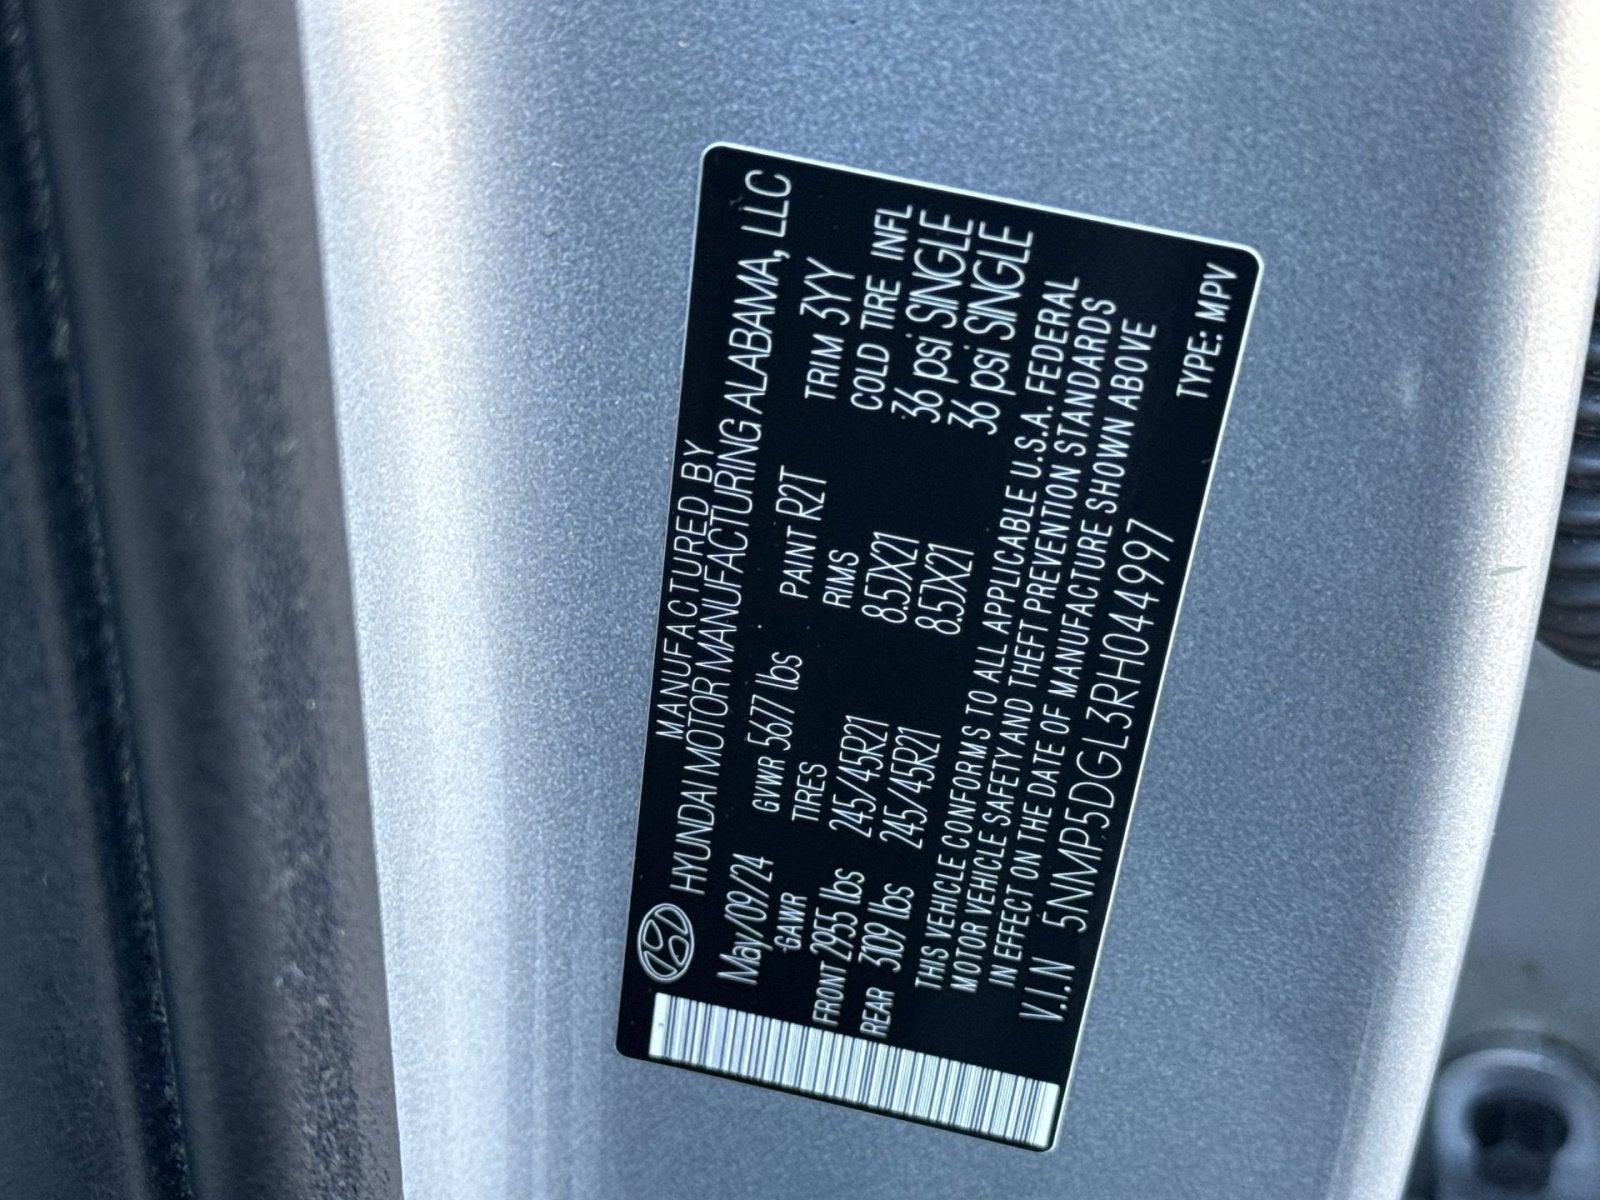 MANUFACTURED BY
HYUNDAI MOTOR MANUFACTURING ALABAMA, LLC
May/09/24 GVWR 5677 lbs PAINT R2T TRIM 3YY
GAWR TIRES RIMS COLD TIRE INFL
FRONT 2955 lbs 245/45R21 8.5JX21 36 psi SINGLE
REAR 3109 lbs 245/45R21 8.5JX21 36 psi SINGLE
THIS VEHICLE CONFORMS TO ALL APPLICABLE U.S.A. FEDERAL
MOTOR VEHICLE SAFETY AND THEFT PREVENTION STANDARDS
IN EFFECT ON THE DATE OF MANUFACTURE SHOWN ABOVE
V.I.N 5NMP5DGL3RH044997 TYPE: MPV